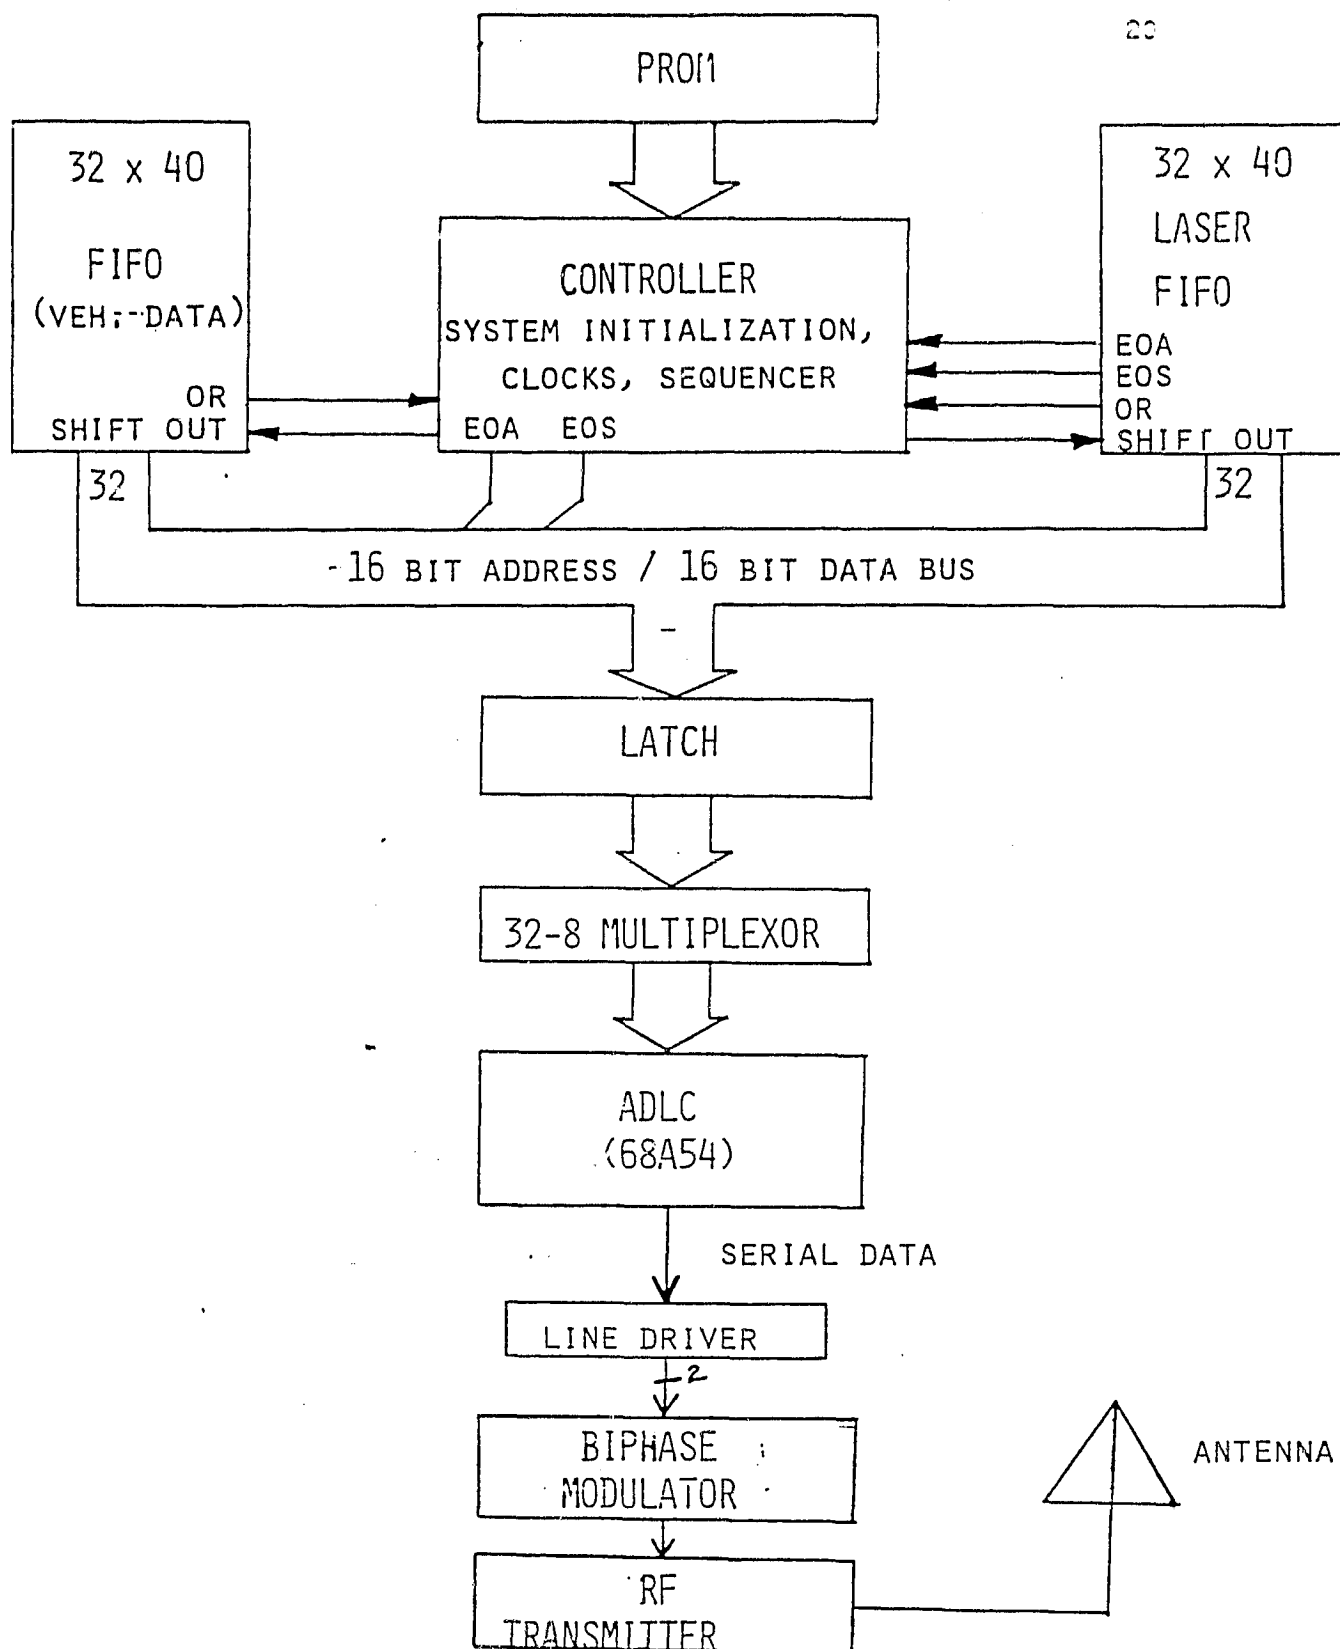 PROM
32 x 40
FIFO
(VEH. DATA)
OR
SHIFT OUT
32
CONTROLLER
SYSTEM INITIALIZATION,
CLOCKS, SEQUENCER
EOA EOS
32 x 40
LASER
FIFO
EOA
EOS
OR
SHIFT OUT
32
16 BIT ADDRESS / 16 BIT DATA BUS
LATCH
32-8 MULTIPLEXOR
ADLC
(68A54)
SERIAL DATA
LINE DRIVER
2
BIPHASE
MODULATOR
ANTENNA
RF
TRANSMITTER